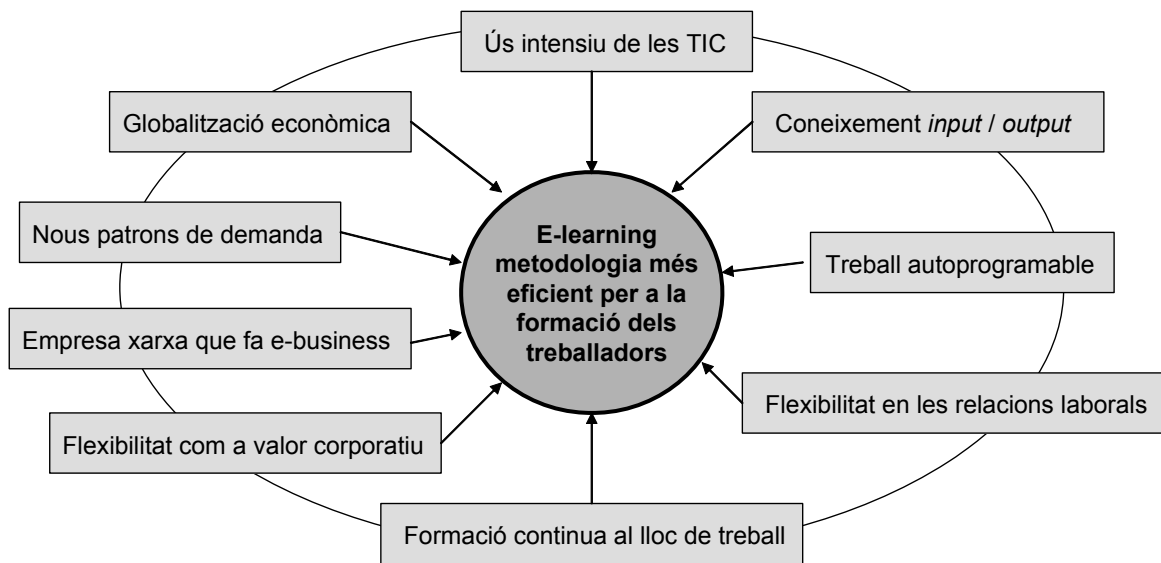 Ús intensiu de les TIC
Globalització econòmica
Coneixement input / output
Nous patrons de demanda
E-learning
metodologia més
eficient per a la
formació dels
treballadors
Treball autoprogramable
Empresa xarxa que fa e-business
Flexibilitat en les relacions laborals
Flexibilitat com a valor corporatiu
Formació continua al lloc de treball